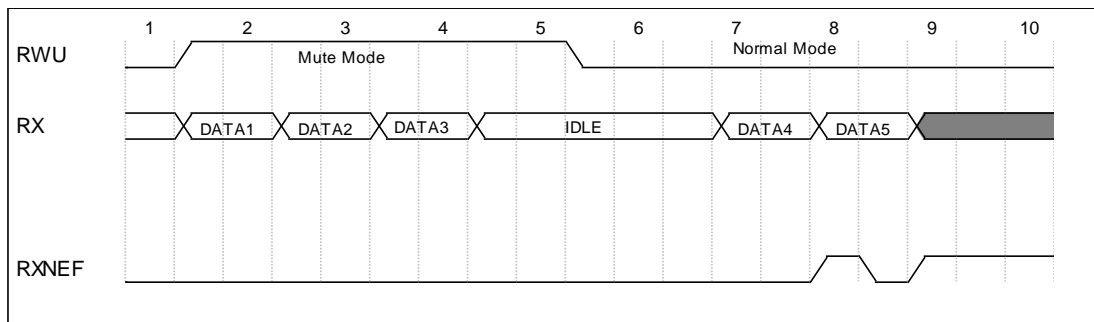 1 2 3 4 5 6 7 8 9 10
RWU Mute Mode Normal Mode
RX DATA1 DATA2 DATA3 IDLE DATA4 DATA5
RXNEF